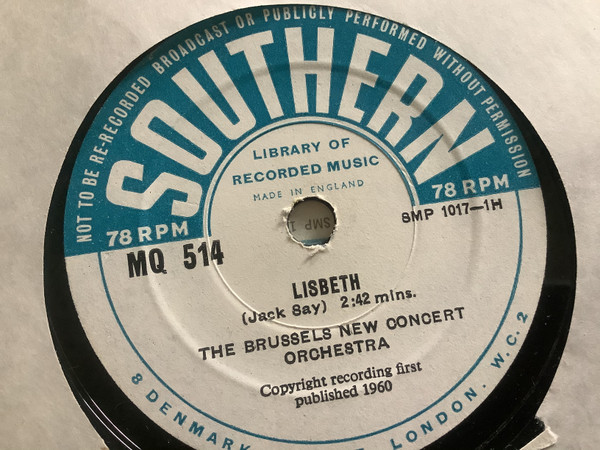 NOT TO BE RE-RECORDED BROADCAST OR PUBLICLY PERFORMED WITHOUT PERMISSION
SOUTHERN
LIBRARY OF
RECORDED MUSIC
MADE IN ENGLAND
78 RPM
78 RPM
MQ 514
SMP 1017—1H
SMP 1
LISBETH
(Jack Say) 2:42 mins.
THE BRUSSELS NEW CONCERT
ORCHESTRA
Copyright recording first
published 1960
8 DENMARK LONDON. W.C.2